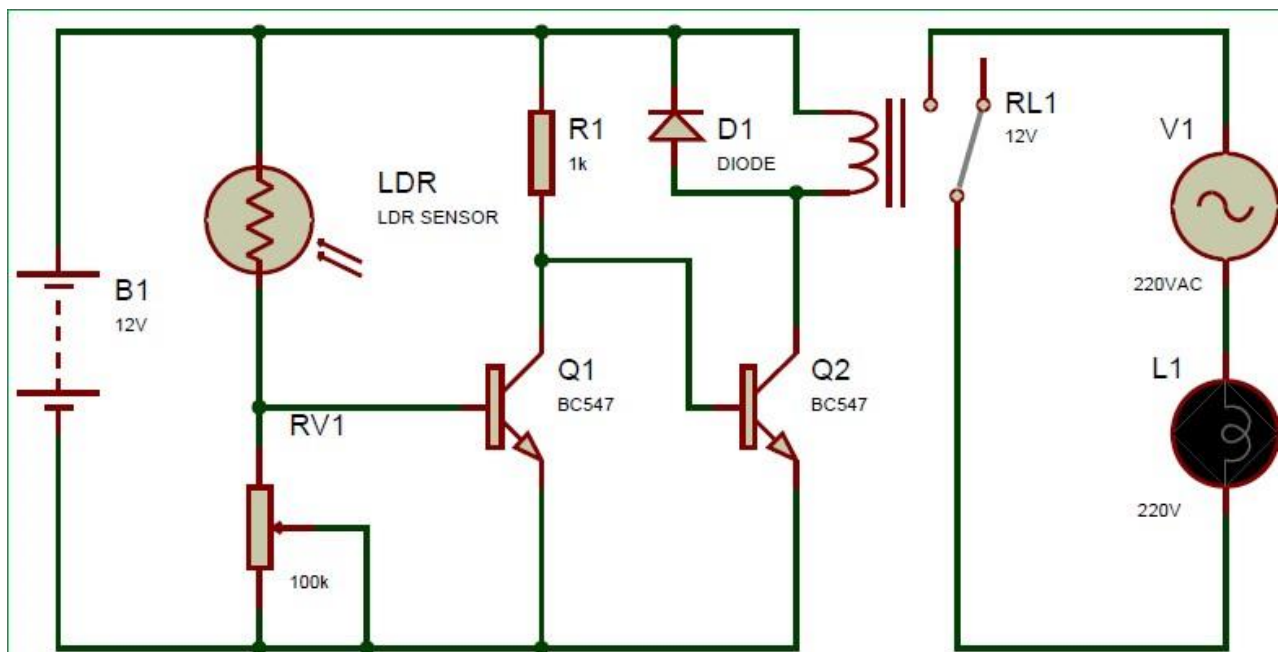 B1
12V
LDR
LDR SENSOR
RV1
100k
R1
1k
Q1
BC547
D1
DIODE
Q2
BC547
RL1
12V
V1
220VAC
L1
220V